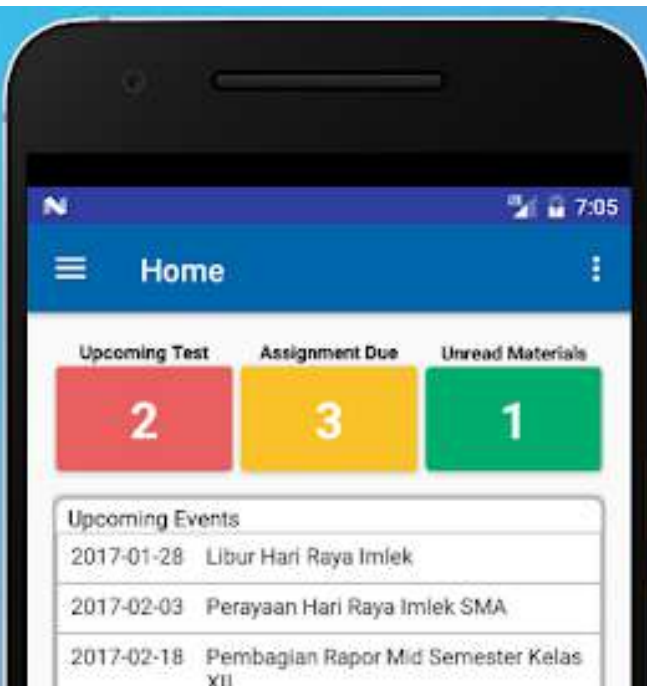 7:05
Home
Upcoming Test Assignment Due Unread Materials
2 3 1
Upcoming Events
2017-01-28 Libur Hari Raya Imlek
2017-02-03 Perayaan Hari Raya Imlek SMA
2017-02-18 Pembagian Rapor Mid Semester Kelas
XII